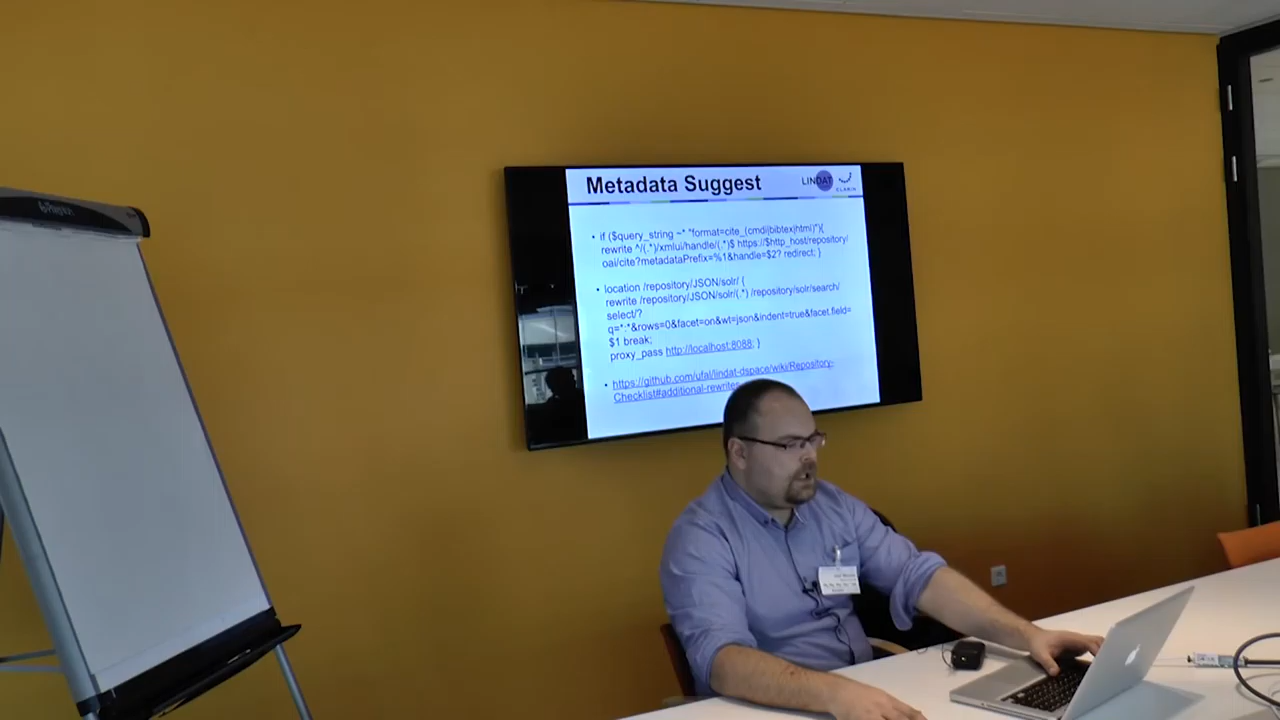 Metadata Suggest
LINDAT
CLARIN
• if ($query_string ~* "format=cite_(cmdi|bibtex|html)"){
rewrite ^/(.*)/xmlui/handle/(.*)$ https://$http_host/repository/
oai/cite?metadataPrefix=%1&handle=$2? redirect; }
• location /repository/JSON/solr/ {
rewrite /repository/JSON/solr/(.*) /repository/solr/search/
select/?
q=*:*&rows=0&facet=on&wt=json&indent=true&facet.field=
$1 break;
proxy_pass http://localhost:8088; }
• https://github.com/ufal/lindat-dspace/wiki/Repository-
Checklist#additional-rewrites